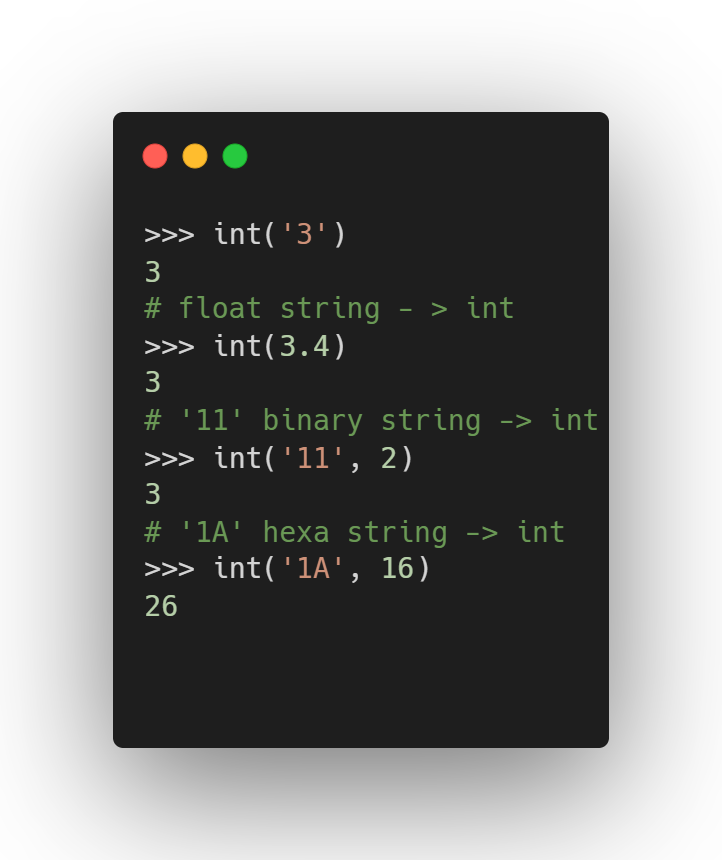 >>> int('3')
3
# float string - > int
>>> int(3.4)
3
# '11' binary string -> int
>>> int('11', 2)
3
# '1A' hexa string -> int
>>> int('1A', 16)
26